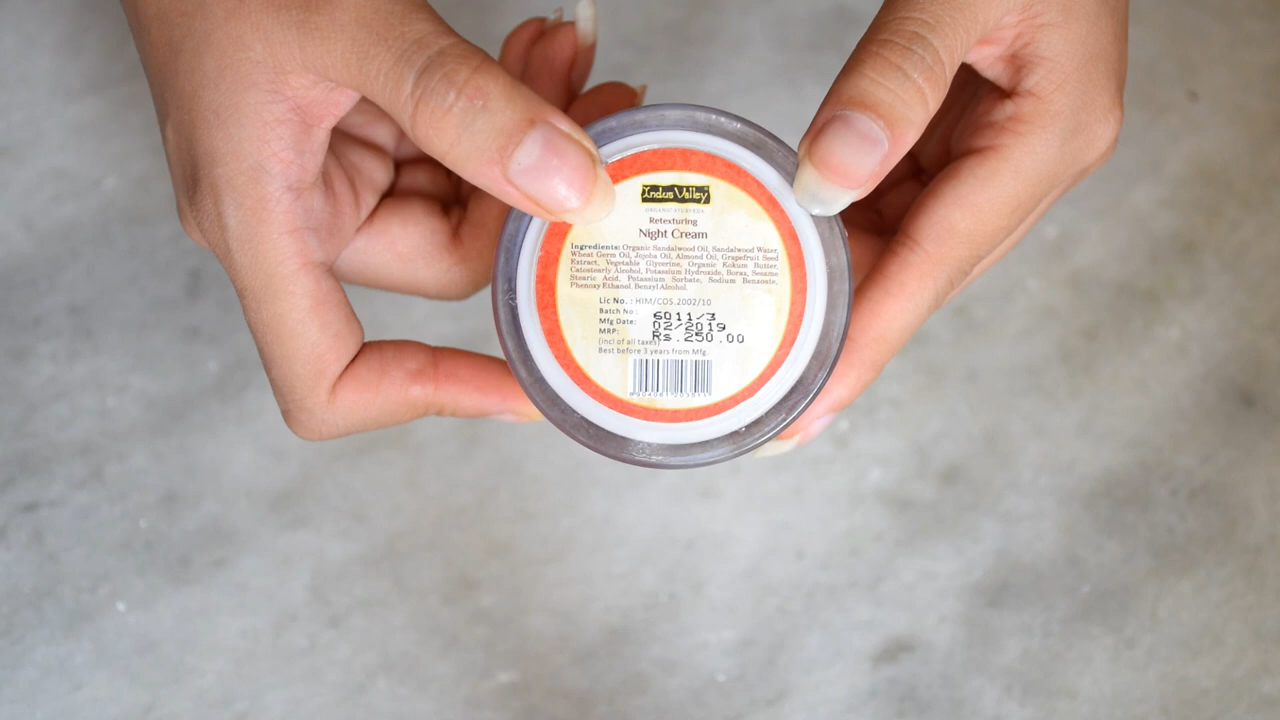 Indus Valley
ORGANIC AYURVEDA
Retexturing
Night Cream
Ingredients: Organic Sandalwood Oil, Sandalwood Water,
Wheat Germ Oil, Jojoba Oil, Almond Oil, Grapefruit Seed
Extract, Vegetable Glycerine, Organic Kokum Butter,
Catostearly Alcohol, Potassium Hydroxide, Borax, Sesame
Stearic Acid, Potassium Sorbate, Sodium Benzoate,
Phenoxy Ethanol, Benzyl Alcohol.
Lic No. : HIM/COS.2002/10
Batch No : 6011/3
Mfg Date: 02/2019
MRP: Rs.250.00
(incl of all taxes)
Best before 3 years from Mfg.